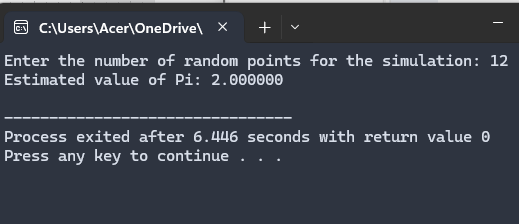 C:\Users\Acer\OneDrive\
Enter the number of random points for the simulation: 12
Estimated value of Pi: 2.000000
--------------------------------
Process exited after 6.446 seconds with return value 0
Press any key to continue . . .